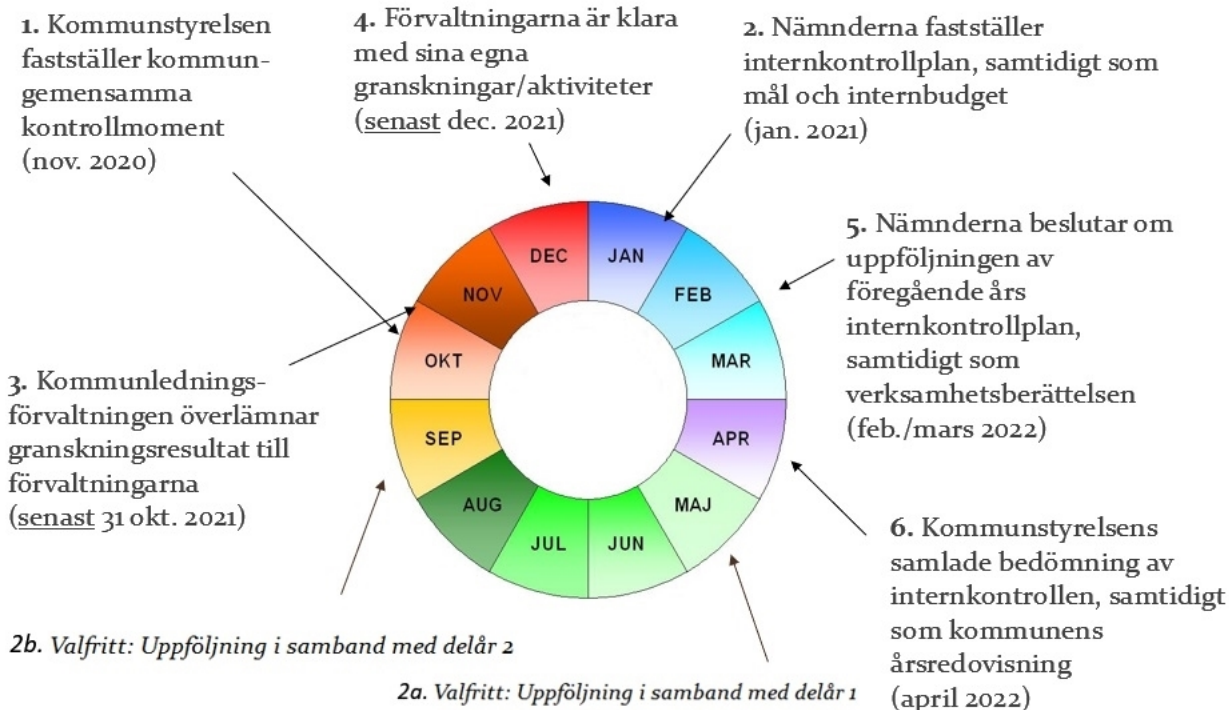 1. Kommunstyrelsen
fastställer kommun-
gemensamma
kontrollmoment
(nov. 2020)
4. Förvaltningarna är klara
med sina egna
granskningar/aktiviteter
(senast dec. 2021)
2. Nämnderna fastställer
internkontrollplan, samtidigt som
mål och internbudget
(jan. 2021)
5. Nämnderna beslutar om
uppföljningen av
föregående års
internkontrollplan,
samtidigt som
verksamhetsberättelsen
(feb./mars 2022)
DEC
JAN
NOV
FEB
OKT
MAR
SEP
APR
AUG
MAJ
JUL
JUN
3. Kommunlednings-
förvaltningen överlämnar
granskningsresultat till
förvaltningarna
(senast 31 okt. 2021)
6. Kommunstyrelsens
samlade bedömning av
internkontrollen, samtidigt
som kommunens
årsredovisning
(april 2022)
2b. Valfritt: Uppföljning i samband med delår 2
2a. Valfritt: Uppföljning i samband med delår 1